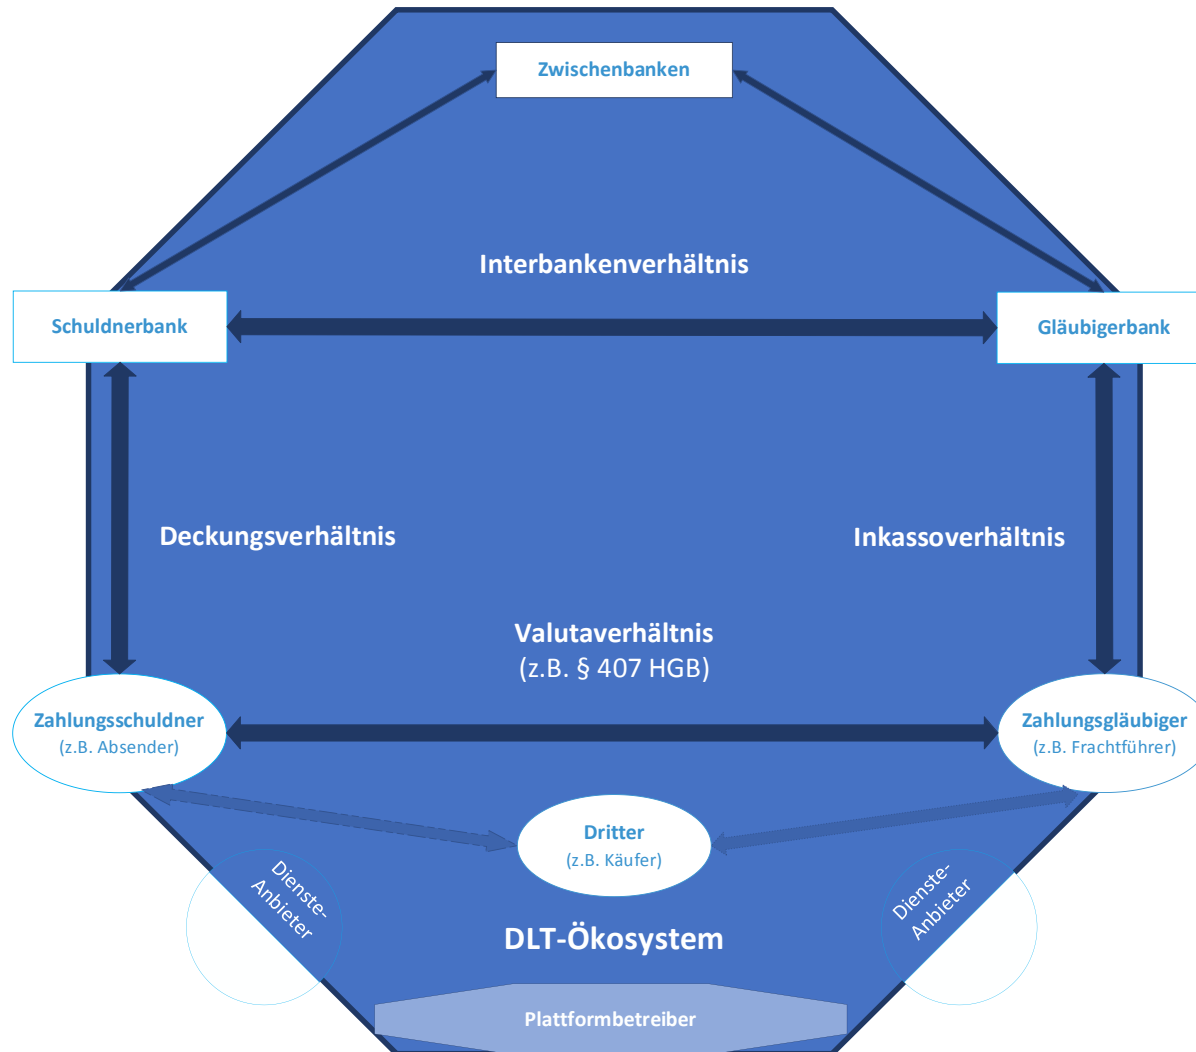 Zwischenbanken
Interbankenverhältnis
Schuldnerbank
Gläubigerbank
Deckungsverhältnis
Inkassoverhältnis
Valutaverhältnis
(z.B. § 407 HGB)
Zahlungsschuldner
(z.B. Absender)
Zahlungsgläubiger
(z.B. Frachtführer)
Dritter
(z.B. Käufer)
Dienste-
Anbieter
Dienste-
Anbieter
DLT-Ökosystem
Plattformbetreiber